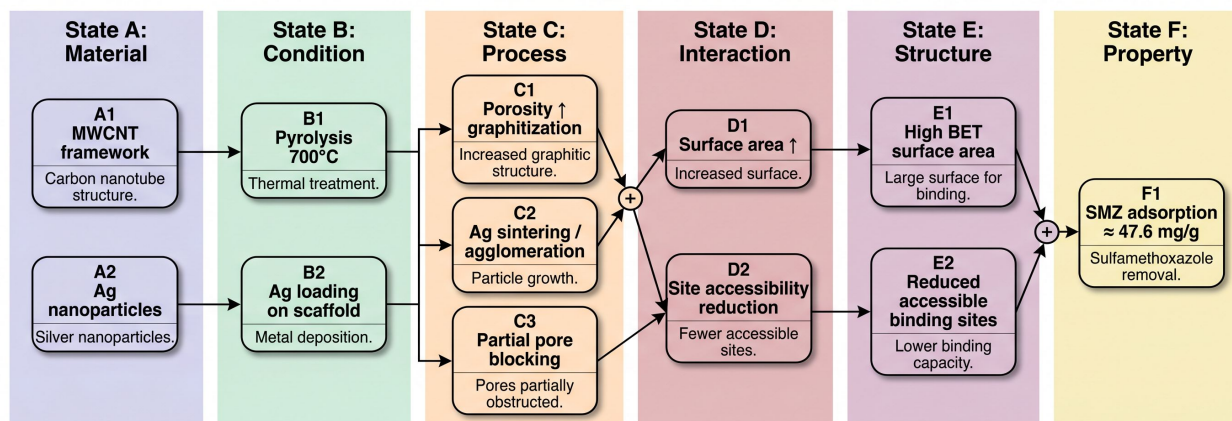 State A:
Material
A1
MWCNT
framework
Carbon nanotube
structure.
A2
Ag
nanoparticles
Silver nanoparticles.
State B:
Condition
B1
Pyrolysis
700°C
Thermal treatment.
B2
Ag loading
on scaffold
Metal deposition.
State C:
Process
C1
Porosity ↑
graphitization
Increased graphitic
structure.
C2
Ag sintering /
agglomeration
Particle growth.
C3
Partial pore
blocking
Pores partially
obstructed.
+
State D:
Interaction
D1
Surface area ↑
Increased surface.
D2
Site accessibility
reduction
Fewer accessible
sites.
State E:
Structure
E1
High BET
surface area
Large surface for
binding.
E2
Reduced
accessible
binding sites
Lower binding
capacity.
+
State F:
Property
F1
SMZ adsorption
≈ 47.6 mg/g
Sulfamethoxazole
removal.